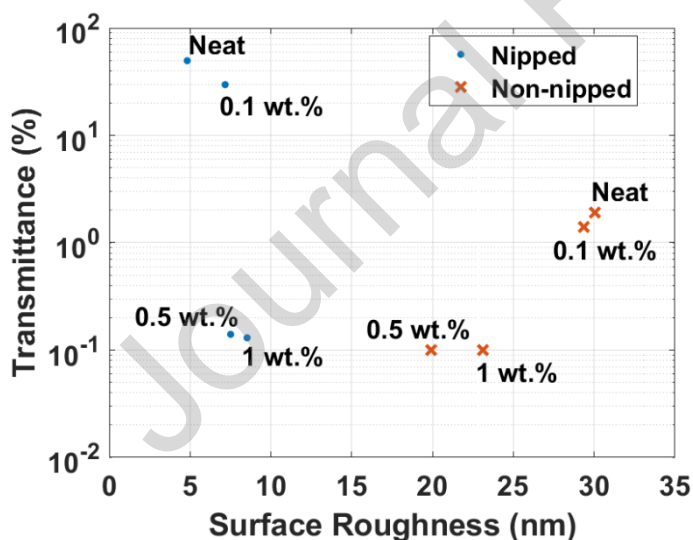 10^2
Neat
Nipped
Non-nipped
0.1 wt.%
10^1
Neat
10^0
0.1 wt.%
0.5 wt.%
0.5 wt.%
10^-1
1 wt.%
1 wt.%
10^-2
0 5 10 15 20 25 30 35
Surface Roughness (nm)
Transmittance (%)
Journal